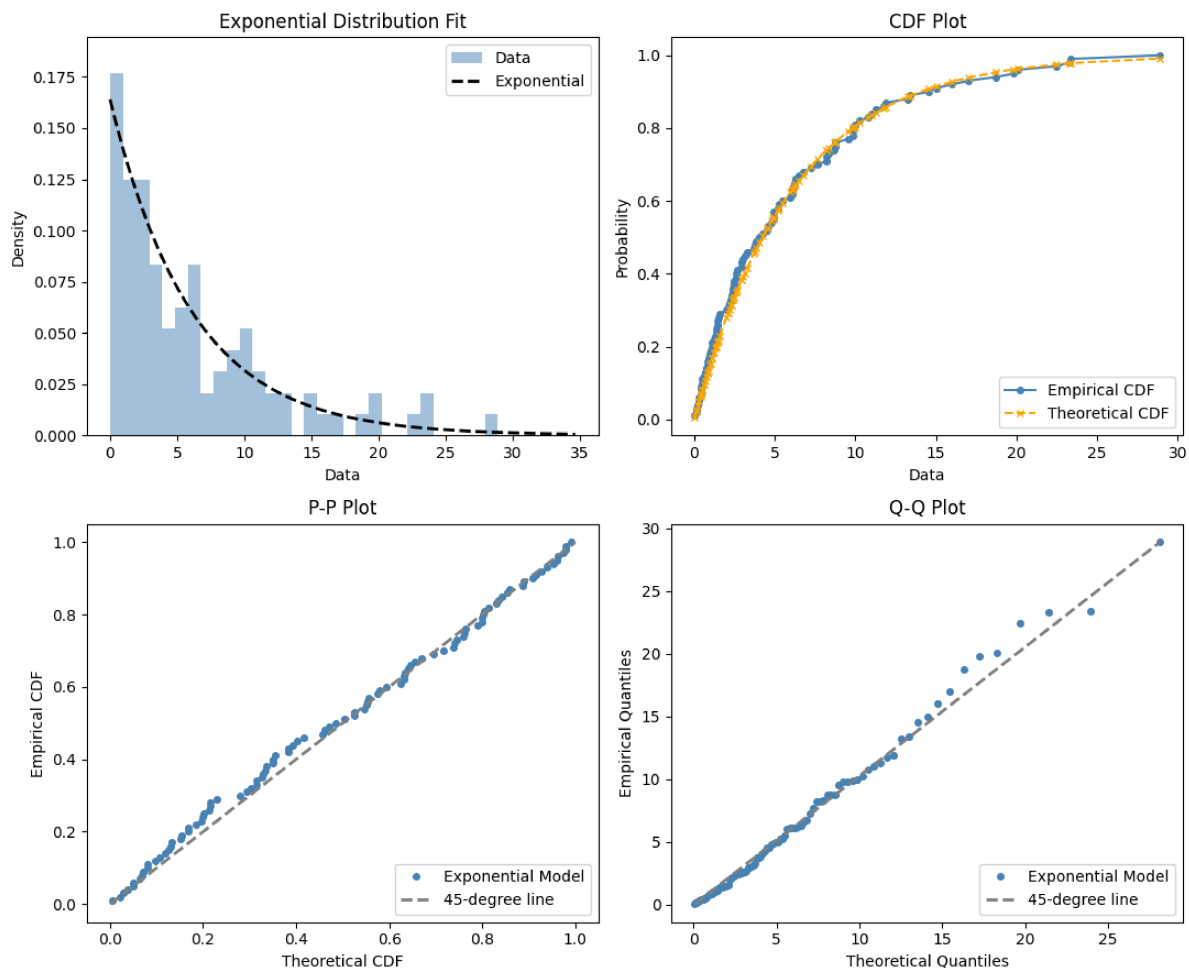 Exponential Distribution Fit
Data
Exponential
0.175
0.150
0.125
0.100
0.075
0.050
0.025
0.000
Density
0 5 10 15 20 25 30 35
Data
CDF Plot
1.0
0.8
0.6
0.4
0.2
0.0
Probability
Empirical CDF
Theoretical CDF
0 5 10 15 20 25 30
Data
P-P Plot
1.0
0.8
0.6
0.4
0.2
0.0
Empirical CDF
Exponential Model
45-degree line
0.0 0.2 0.4 0.6 0.8 1.0
Theoretical CDF
Q-Q Plot
30
25
20
15
10
5
0
Empirical Quantiles
Exponential Model
45-degree line
0 5 10 15 20 25
Theoretical Quantiles